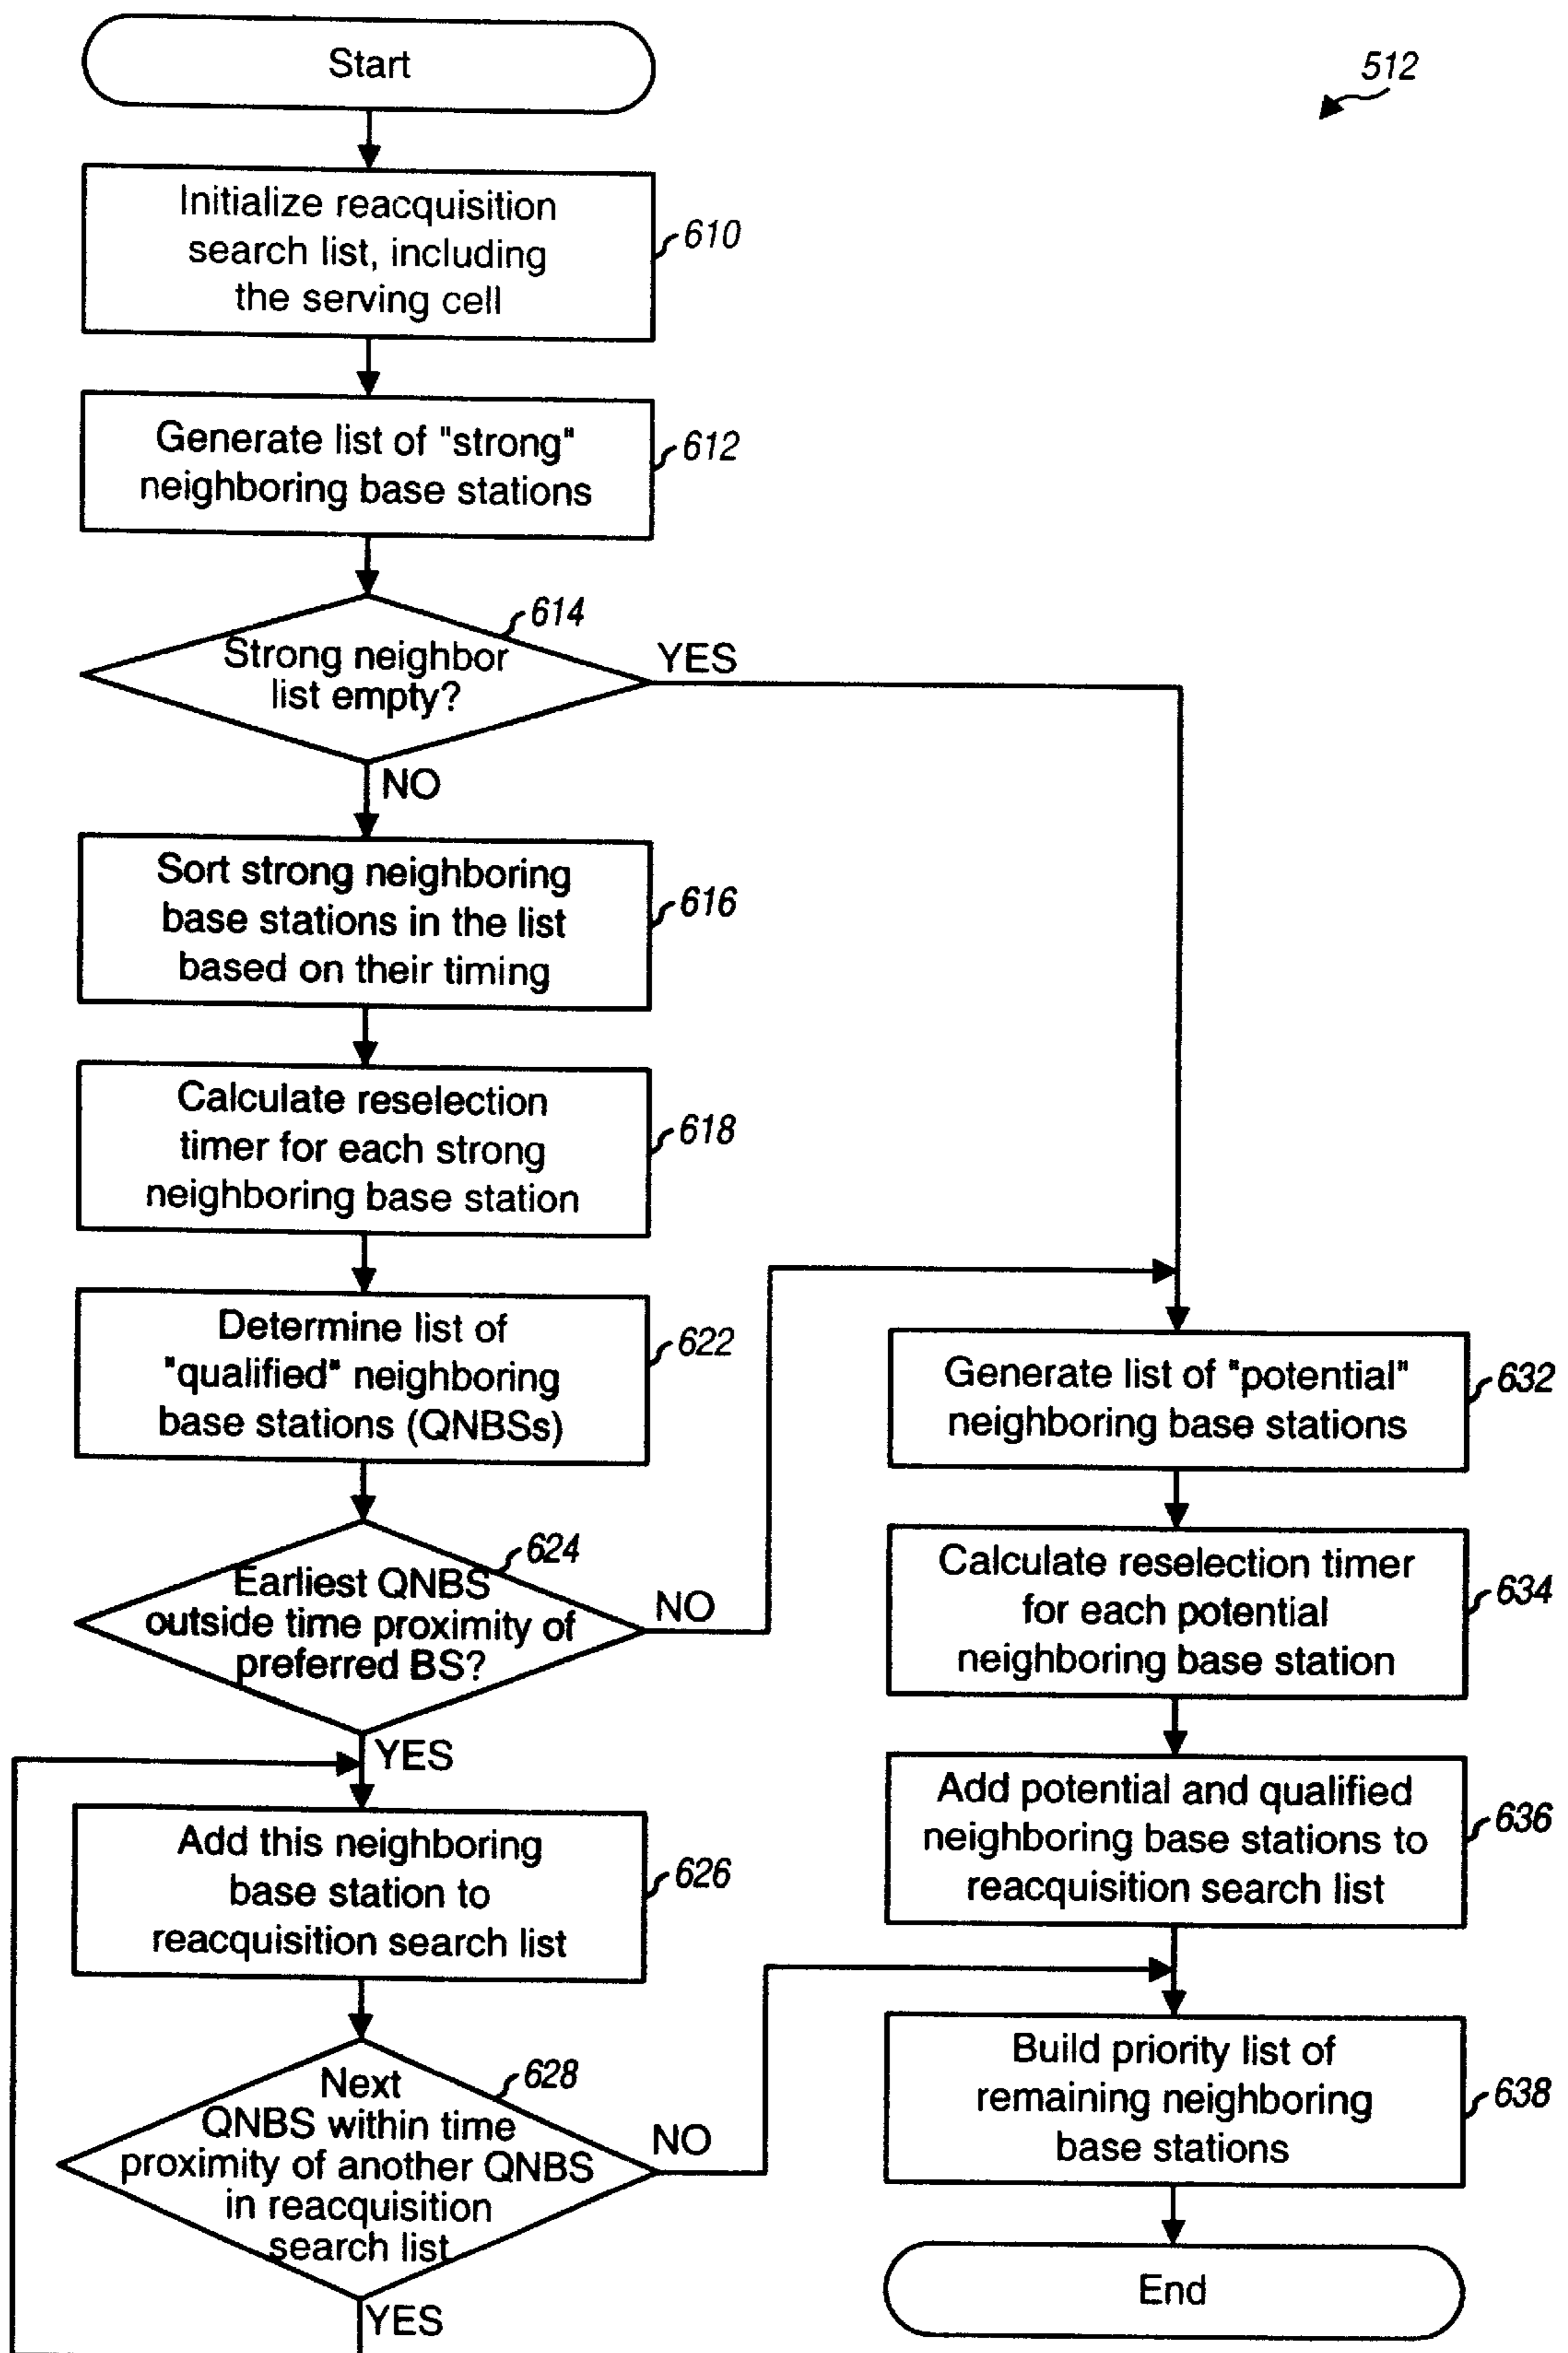 Start
512
Initialize reacquisition
search list, including
the serving cell
610
Generate list of "strong"
neighboring base stations
612
614
Strong neighbor
list empty?
YES
NO
Sort strong neighboring
base stations in the list
based on their timing
616
Calculate reselection
timer for each strong
neighboring base station
618
Determine list of
"qualified" neighboring
base stations (QNBSs)
622
624
Earliest QNBS
outside time proximity of
preferred BS?
NO
YES
Add this neighboring
base station to
reacquisition search list
626
628
Next
QNBS within time
proximity of another QNBS
in reacquisition
search list
NO
YES
Generate list of "potential"
neighboring base stations
632
Calculate reselection timer
for each potential
neighboring base station
634
Add potential and qualified
neighboring base stations to
reacquisition search list
636
Build priority list of
remaining neighboring
base stations
638
End